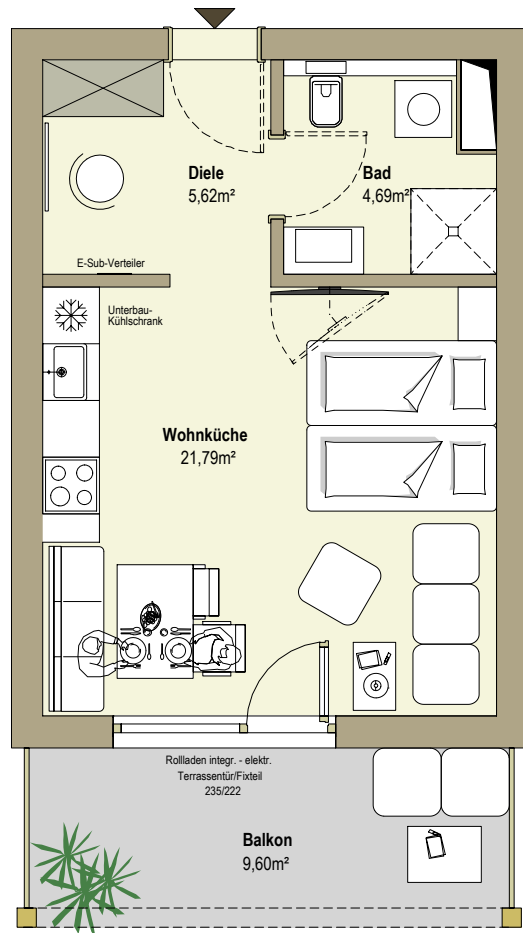 Diele
5,62m²
Bad
4,69m²
E-Sub-Verteiler
Unterbau-
Kühlschrank
Wohnküche
21,79m²
Rollladen integr. - elektr.
Terrassentür/Fixteil
235/222
Balkon
9,60m²